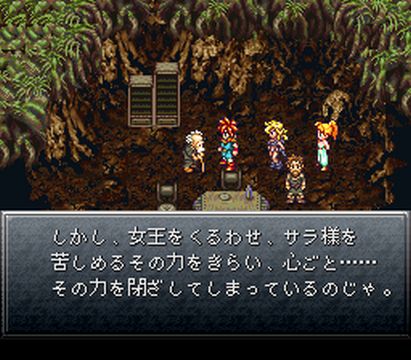 しかし、女王をくるわせ、サラ様を
苦しめるその力をきらい、心ごと……
その力を閉ざしてしまっているのじゃ。